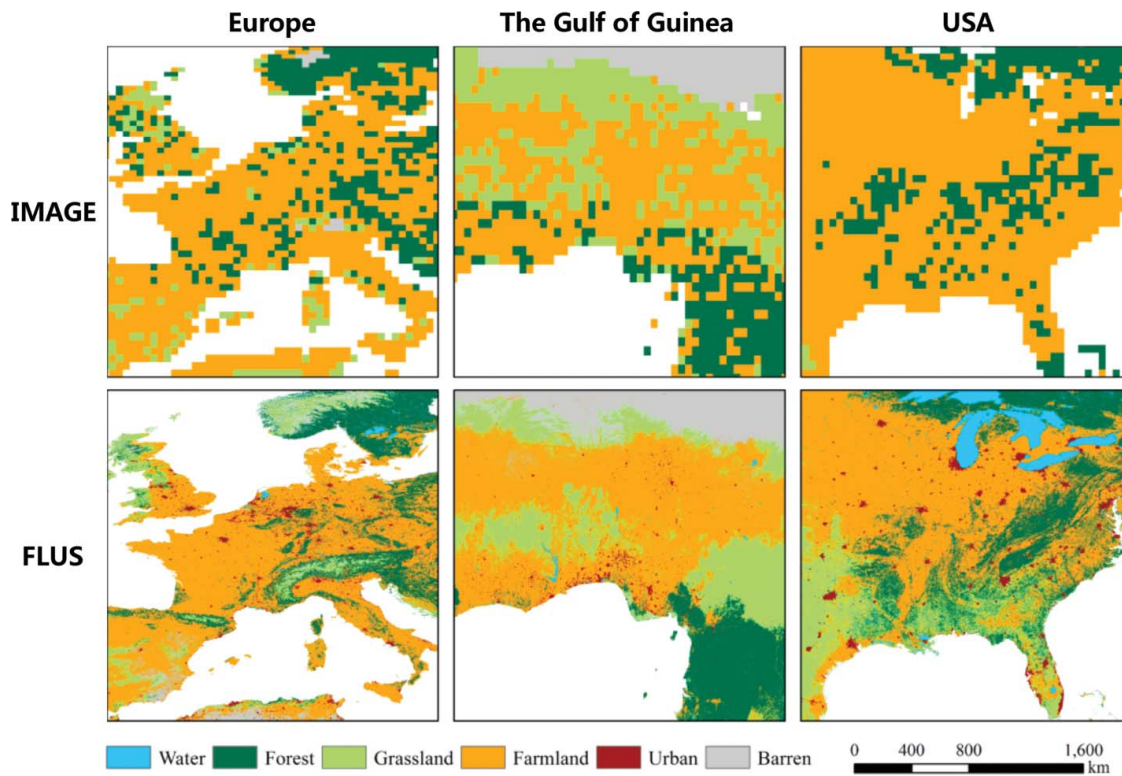 Europe
The Gulf of Guinea
USA
IMAGE
FLUS
Water Forest Grassland Farmland Urban Barren
0 400 800 1,600
km